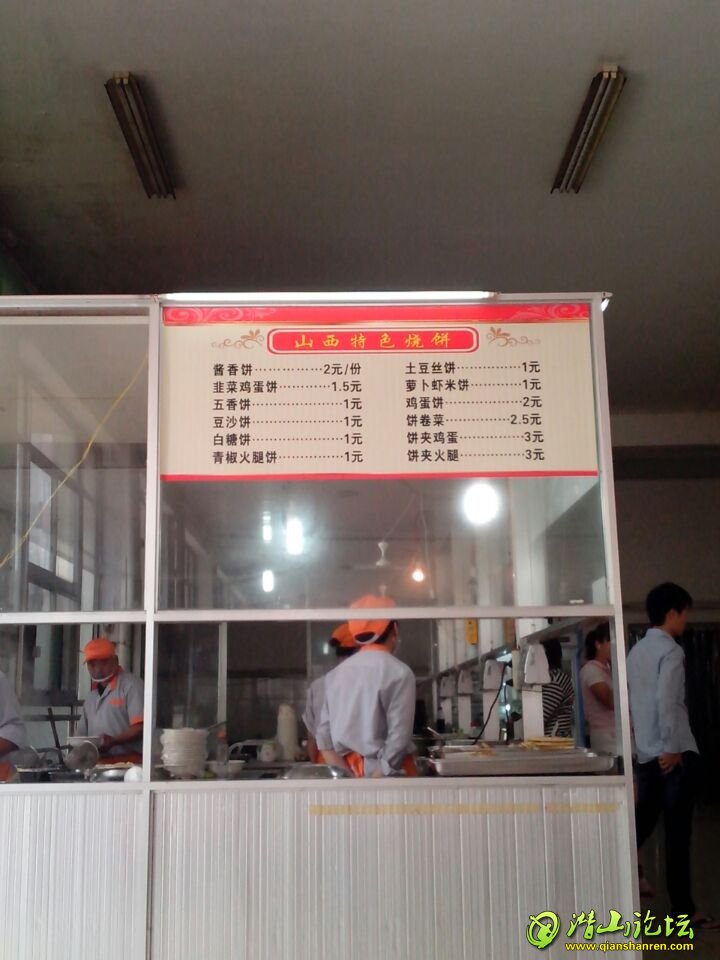 山西特色烧饼
酱香饼……………2元/份
韭菜鸡蛋饼…………1.5元
五香饼…………………1元
豆沙饼…………………1元
白糖饼…………………1元
青椒火腿饼……………1元
土豆丝饼……………1元
萝卜虾米饼…………1元
鸡蛋饼………………2元
饼卷菜……………2.5元
饼夹鸡蛋……………3元
饼夹火腿……………3元
潜山论坛
www.qianshanren.com